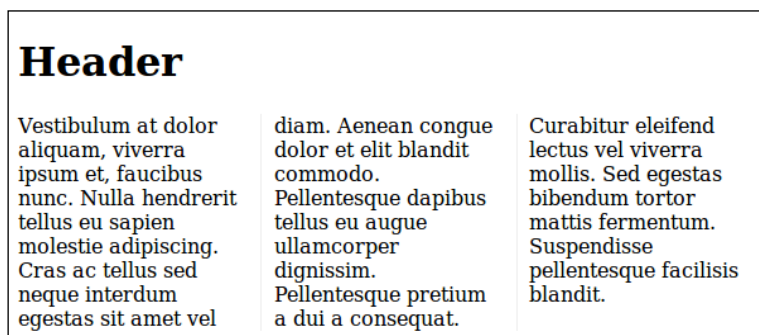 Header
Vestibulum at dolor
aliquam, viverra
ipsum et, faucibus
nunc. Nulla hendrerit
tellus eu sapien
molestie adipiscing.
Cras ac tellus sed
neque interdum
egestas sit amet vel
diam. Aenean congue
dolor et elit blandit
commodo.
Pellentesque dapibus
tellus eu augue
ullamcorper
dignissim.
Pellentesque pretium
a dui a consequat.
Curabitur eleifend
lectus vel viverra
mollis. Sed egestas
bibendum tortor
mattis fermentum.
Suspendisse
pellentesque facilisis
blandit.